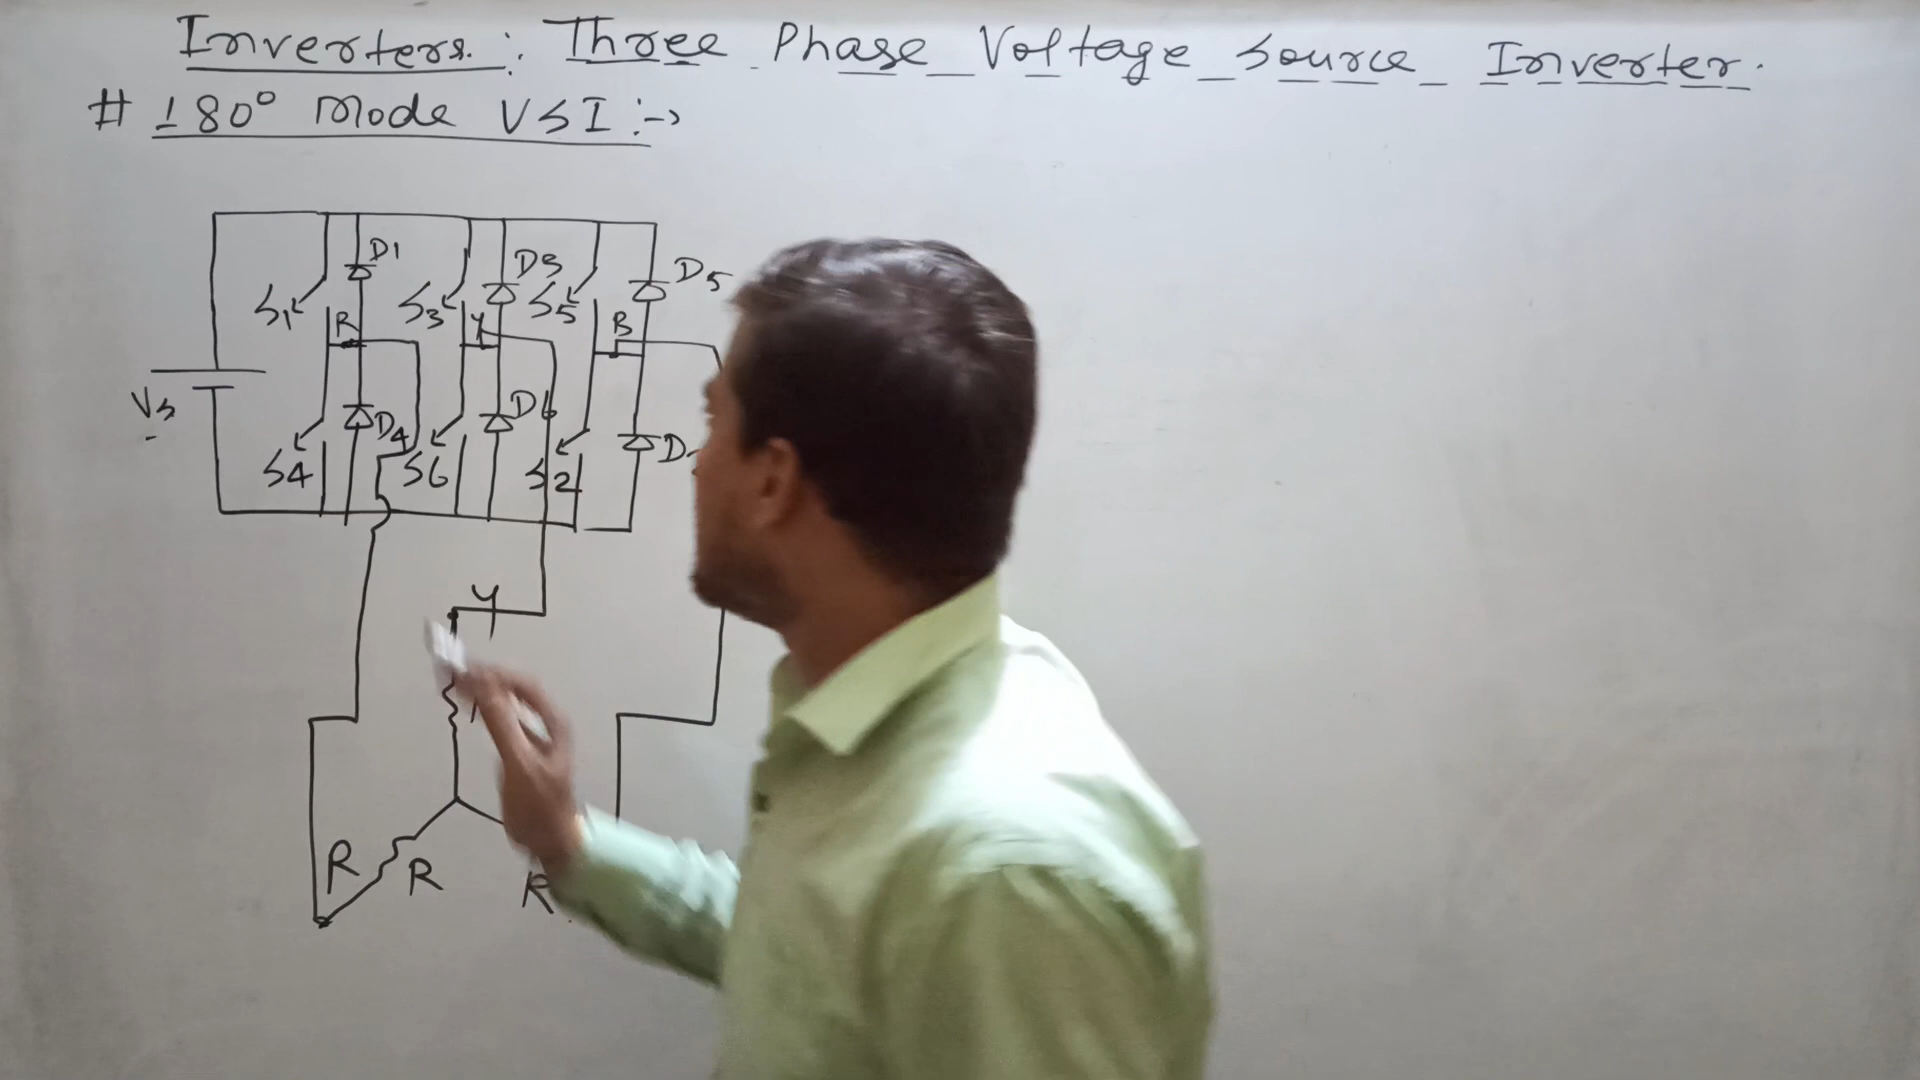 Inverters: Three Phase Voltage Source Inverter.
# 180° Mode VSI :→
D1 D3 D5
S1 S3 S5
R Y B
Vs
D4 D6
S4 S6 S2
Y
R R R